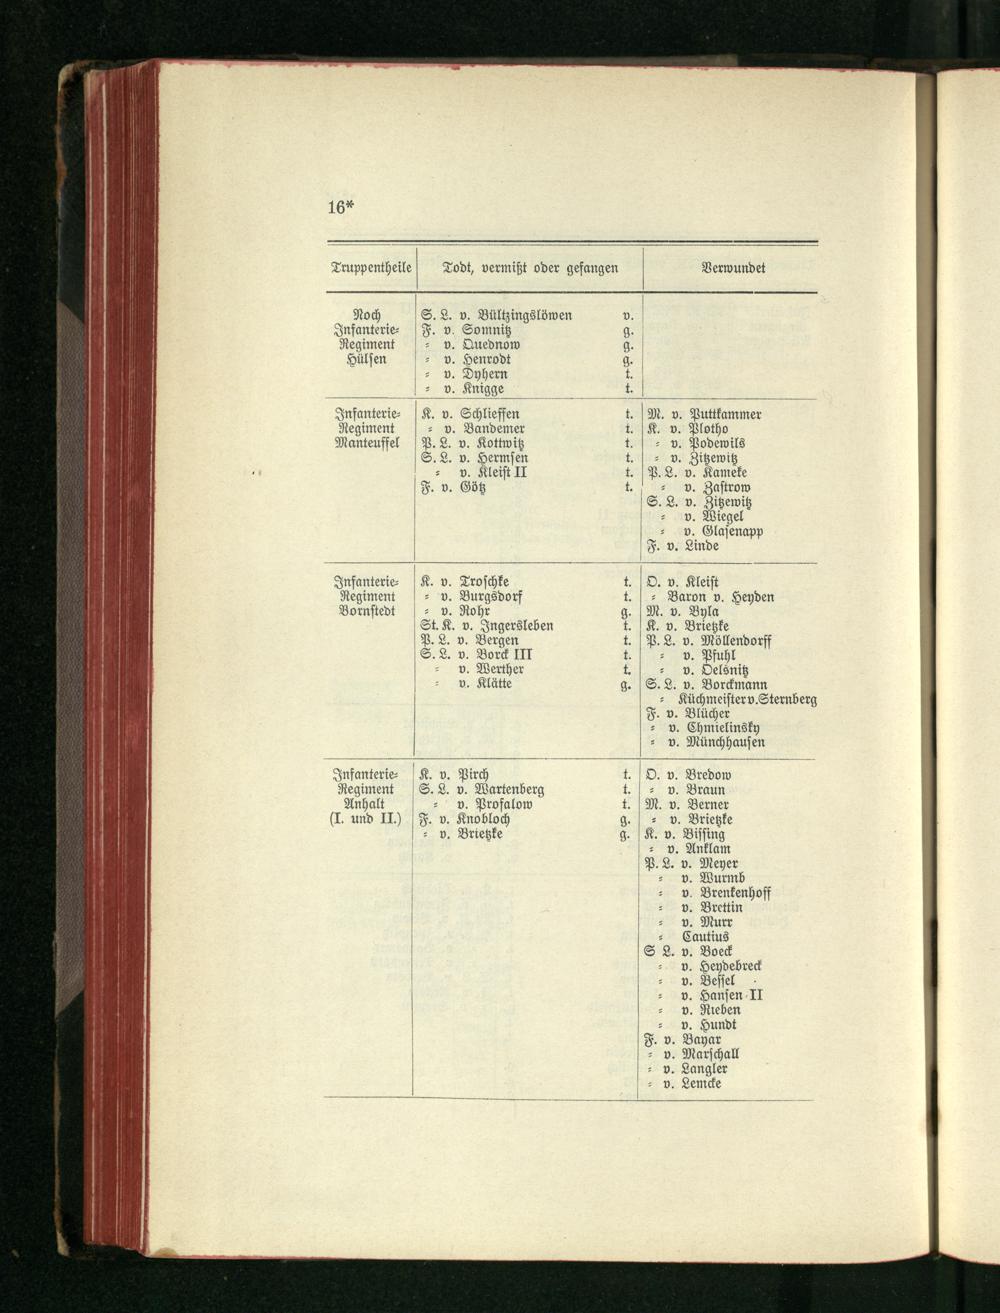 16*
Truppentheile Todt, vermißt oder gefangen Verwundet
Noch
Infanterie=
Regiment
Hülsen
S. L. v. Bültzingslöwen v.
F. v. Somnitz g.
= v. Quednow g.
= v. Henrodt g.
= v. Dyhern t.
= v. Knigge t.
Infanterie=
Regiment
Manteuffel
K. v. Schlieffen t.
= v. Bandemer t.
P. L. v. Kottwitz t.
S. L. v. Hermsen t.
= v. Kleist II t.
F. v. Götz t.
M. v. Puttkammer
K. v. Plotho
= v. Podewils
= v. Zitzewitz
P. L. v. Kameke
= v. Zastrow
S. L. v. Zitzewitz
= v. Wiegel
= v. Glasenapp
F. v. Linde
Infanterie=
Regiment
Bornstedt
K. v. Troschke t.
= v. Burgsdorf t.
= v. Rohr g.
St. K. v. Ingersleben t.
P. L. v. Bergen t.
S. L. v. Borck III t.
= v. Werther t.
= v. Klätte g.
O. v. Kleist
= Baron v. Heyden
M. v. Byla
K. v. Brietzke
P. L. v. Möllendorff
= v. Pfuhl
= v. Oelsnitz
S. L. v. Borckmann
= Küchmeister v. Sternberg
F. v. Blücher
= v. Chmielinsky
= v. Münchhausen
Infanterie=
Regiment
Anhalt
(I. und II.)
K. v. Pirch t.
S. L. v. Wartenberg t.
= v. Profalow t.
F. v. Knobloch g.
= v. Brietzke g.
O. v. Bredow
= v. Braun
M. v. Berner
= v. Brietzke
K. v. Bissing
= v. Anklam
P. L. v. Meyer
= v. Wurmb
= v. Brenkenhoff
= v. Brettin
= v. Murr
= Cautius
S L. v. Boeck
= v. Heydebreck
= v. Bessel
= v. Hansen II
= v. Rieben
= v. Hundt
F. v. Bayar
= v. Marschall
= v. Langler
= v. Lemcke